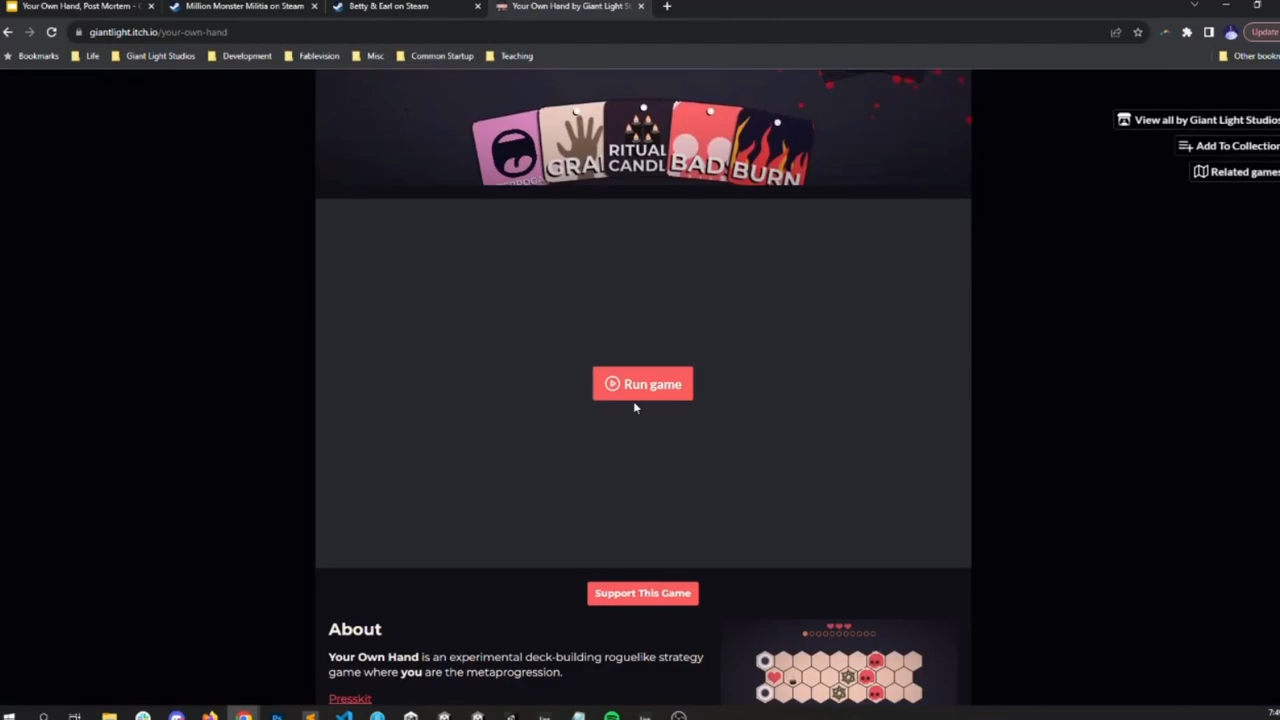 Your Own Hand, Post Mortem -
Million Monster Militia on Steam
Betty & Earl on Steam
Your Own Hand by Giant Light St
giantlight.itch.io/your-own-hand
Update
Bookmarks
Life
Giant Light Studios
Development
Fablevision
Misc
Common Startup
Teaching
Other bookm
View all by Giant Light Studios
Add To Collection
Related games
GRA
RITUAL
CANDL
BAD
BURN
Run game
Support This Game
About
Your Own Hand is an experimental deck-building roguelike strategy
game where you are the metaprogression.
Presskit